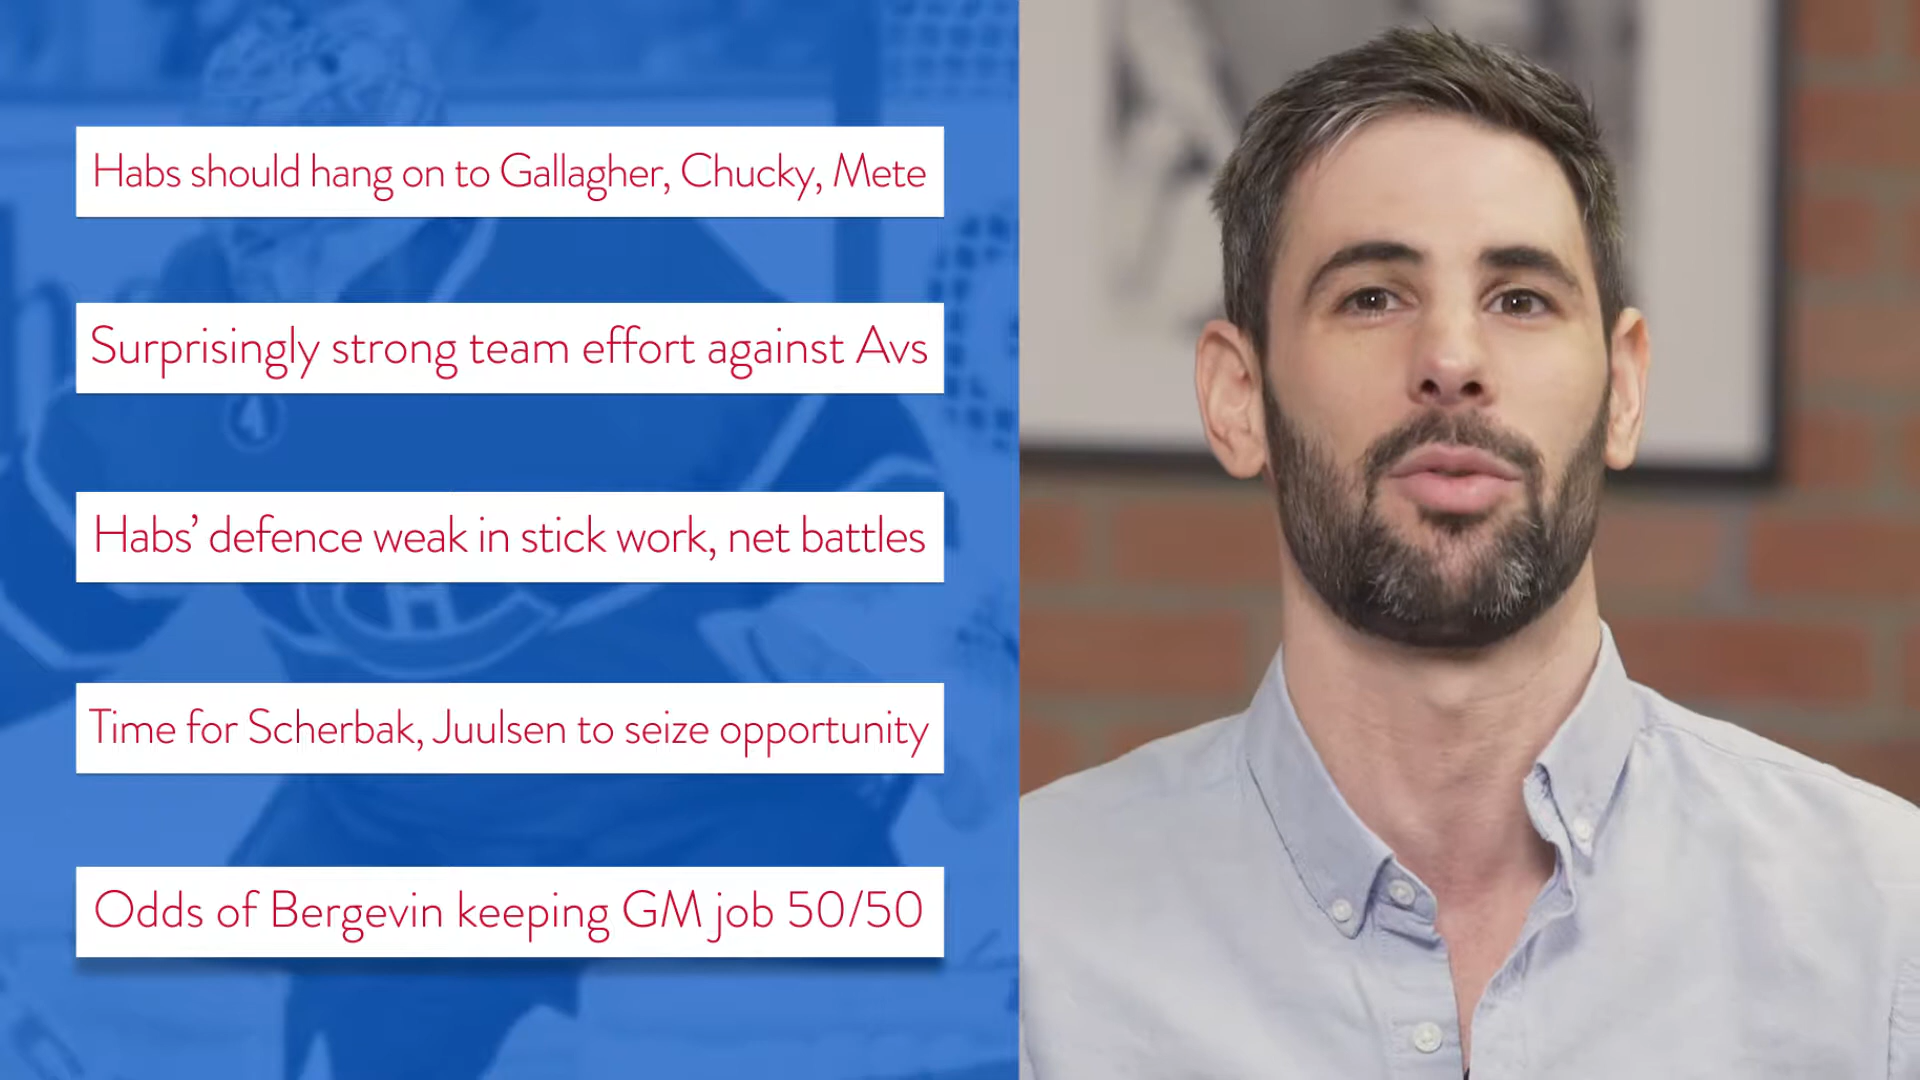 Habs should hang on to Gallagher, Chucky, Mete
Surprisingly strong team effort against Avs
Habs’ defence weak in stick work, net battles
Time for Scherbak, Juulsen to seize opportunity
Odds of Bergevin keeping GM job 50/50